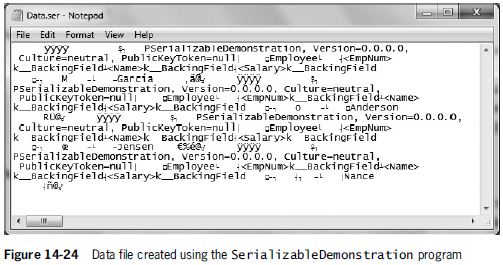 Data.ser - Notepad
File Edit Format View Help
ÿÿÿÿ PSerializableDemonstration, Version=0.0.0.0,
Culture=neutral, PublicKeyToken=null| Employee <EmpNum>
k__BackingField<Name>k__BackingField<Salary>k__BackingField
M Garcia ÿÿÿÿ
PSerializableDemonstration, Version=0.0.0.0, Culture=neutral,
PublicKeyToken=null| Employee <EmpNum>k__BackingField<Name>
k__BackingField<Salary>k__BackingField o Anderson
ÿÿÿÿ PSerializableDemonstration, Version=0.0.0.0,
Culture=neutral, PublicKeyToken=null| Employee <EmpNum>
k__BackingField<Name>k__BackingField<Salary>k__BackingField
œ Jensen ÿÿÿÿ
PSerializableDemonstration, Version=0.0.0.0, Culture=neutral,
PublicKeyToken=null| Employee <EmpNum>k__BackingField<Name>
k__BackingField<Salary>k__BackingField Nance
Figure 14-24 Data file created using the SerializableDemonstration program